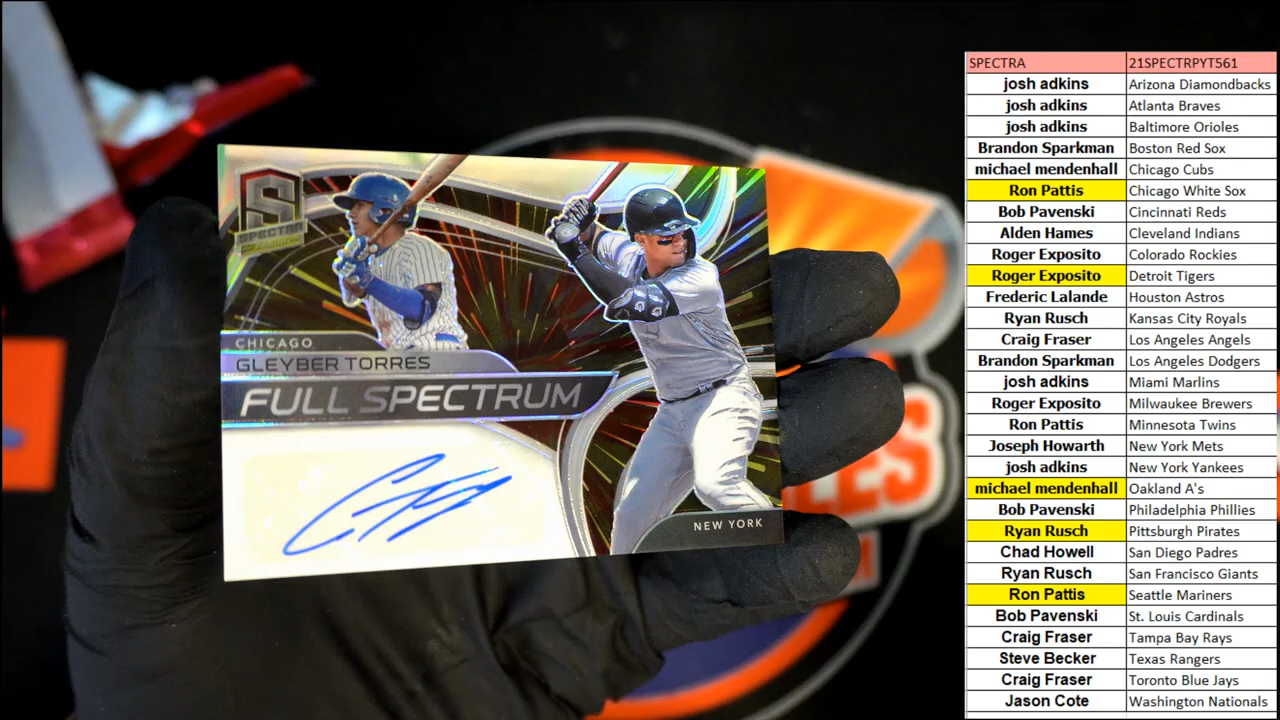 SPECTRA
CHICAGO
GLEYBER TORRES
FULL SPECTRUM
NEW YORK
SPECTRA 21SPECTRPYT561
josh adkins Arizona Diamondbacks
josh adkins Atlanta Braves
josh adkins Baltimore Orioles
Brandon Sparkman Boston Red Sox
michael mendenhall Chicago Cubs
Ron Pattis Chicago White Sox
Bob Pavenski Cincinnati Reds
Alden Hames Cleveland Indians
Roger Exposito Colorado Rockies
Roger Exposito Detroit Tigers
Frederic Lalande Houston Astros
Ryan Rusch Kansas City Royals
Craig Fraser Los Angeles Angels
Brandon Sparkman Los Angeles Dodgers
josh adkins Miami Marlins
Roger Exposito Milwaukee Brewers
Ron Pattis Minnesota Twins
Joseph Howarth New York Mets
josh adkins New York Yankees
michael mendenhall Oakland A's
Bob Pavenski Philadelphia Phillies
Ryan Rusch Pittsburgh Pirates
Chad Howell San Diego Padres
Ryan Rusch San Francisco Giants
Ron Pattis Seattle Mariners
Bob Pavenski St. Louis Cardinals
Craig Fraser Tampa Bay Rays
Steve Becker Texas Rangers
Craig Fraser Toronto Blue Jays
Jason Cote Washington Nationals